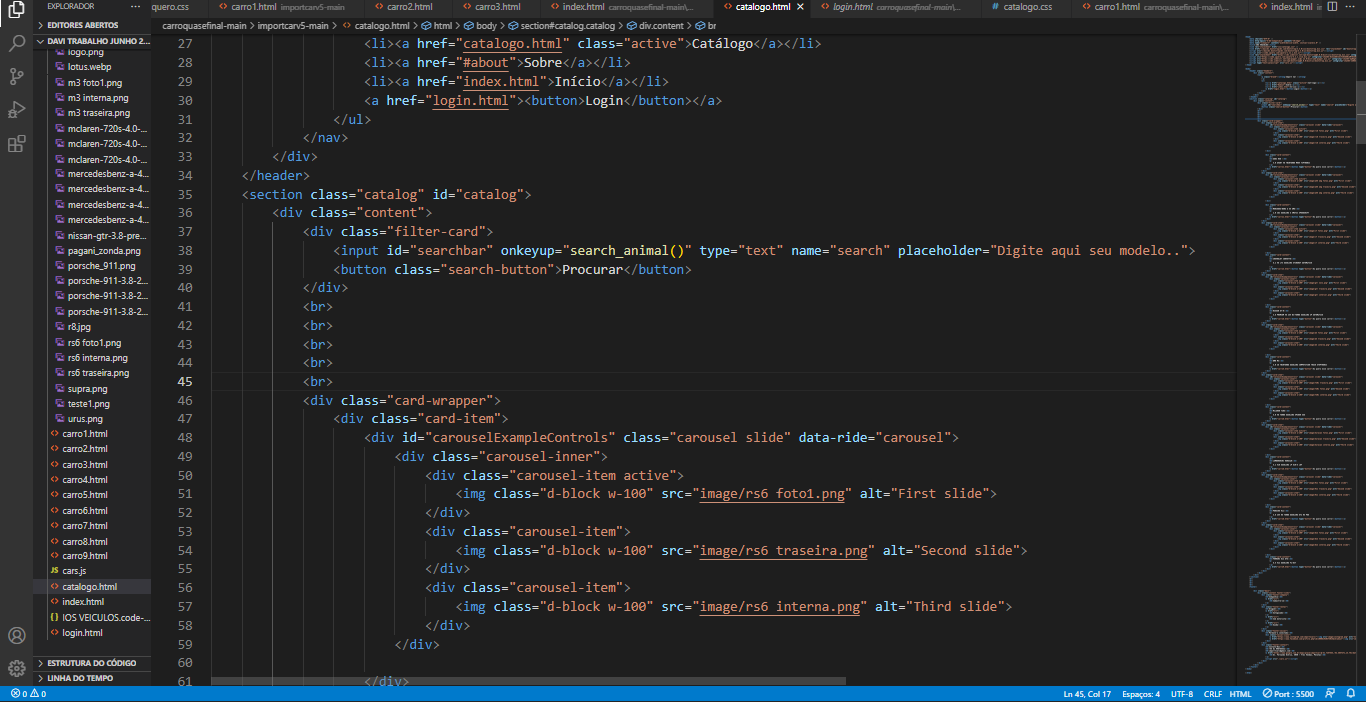 EXPLORADOR ···
EDITORES ABERTOS
DAVI TRABALHO JUNHO 2...
logo.png
lotus.webp
m3 foto1.png
m3 interna.png
m3 traseira.png
mclaren-720s-4.0-...
mclaren-720s-4.0-...
mclaren-720s-4.0-...
mercedesbenz-a-4...
mercedesbenz-a-4...
mercedesbenz-a-4...
mercedesbenz-a-4...
nissan-gtr-3.8-pre...
pagani_zonda.png
porsche_911.png
porsche-911-3.8-2...
porsche-911-3.8-2...
porsche-911-3.8-2...
r8.jpg
rs6 foto1.png
rs6 interna.png
rs6 traseira.png
supra.png
teste1.png
urus.png
carro1.html
carro2.html
carro3.html
carro4.html
carro5.html
carro6.html
carro7.html
carro8.html
carro9.html
JS cars.js
catalogo.html
index.html
{} IOS VEICULOS.code-...
login.html
ESTRUTURA DO CÓDIGO
LINHA DO TEMPO
quero.css <> carro1.html importcarv5-main <> carro2.html <> carro3.html <> index.html carroquasefinal-main\... <> catalogo.html × <> login.html carroquasefinal-main\... # catalogo.css <> carro1.html carroquasefinal-main\... <> index.html in ···
carroquasefinal-main > importcarv5-main > <> catalogo.html > html > body > section#catalog.catalog > div.content > br
27 <li><a href="catalogo.html" class="active">Catálogo</a></li>
28 <li><a href="#about">Sobre</a></li>
29 <li><a href="index.html">Início</a></li>
30 <a href="login.html"><button>Login</button></a>
31 </ul>
32 </nav>
33 </div>
34 </header>
35 <section class="catalog" id="catalog">
36 <div class="content">
37 <div class="filter-card">
38 <input id="searchbar" onkeyup="search_animal()" type="text" name="search" placeholder="Digite aqui seu modelo..">
39 <button class="search-button">Procurar</button>
40 </div>
41 <br>
42 <br>
43 <br>
44 <br>
45 <br>
46 <div class="card-wrapper">
47 <div class="card-item">
48 <div id="carouselExampleControls" class="carousel slide" data-ride="carousel">
49 <div class="carousel-inner">
50 <div class="carousel-item active">
51 <img class="d-block w-100" src="image/rs6 foto1.png" alt="First slide">
52 </div>
53 <div class="carousel-item">
54 <img class="d-block w-100" src="image/rs6 traseira.png" alt="Second slide">
55 </div>
56 <div class="carousel-item">
57 <img class="d-block w-100" src="image/rs6 interna.png" alt="Third slide">
58 </div>
59 </div>
60
61 </div>
0 0 Ln 45, Col 17 Espaços: 4 UTF-8 CRLF HTML Port : 5500